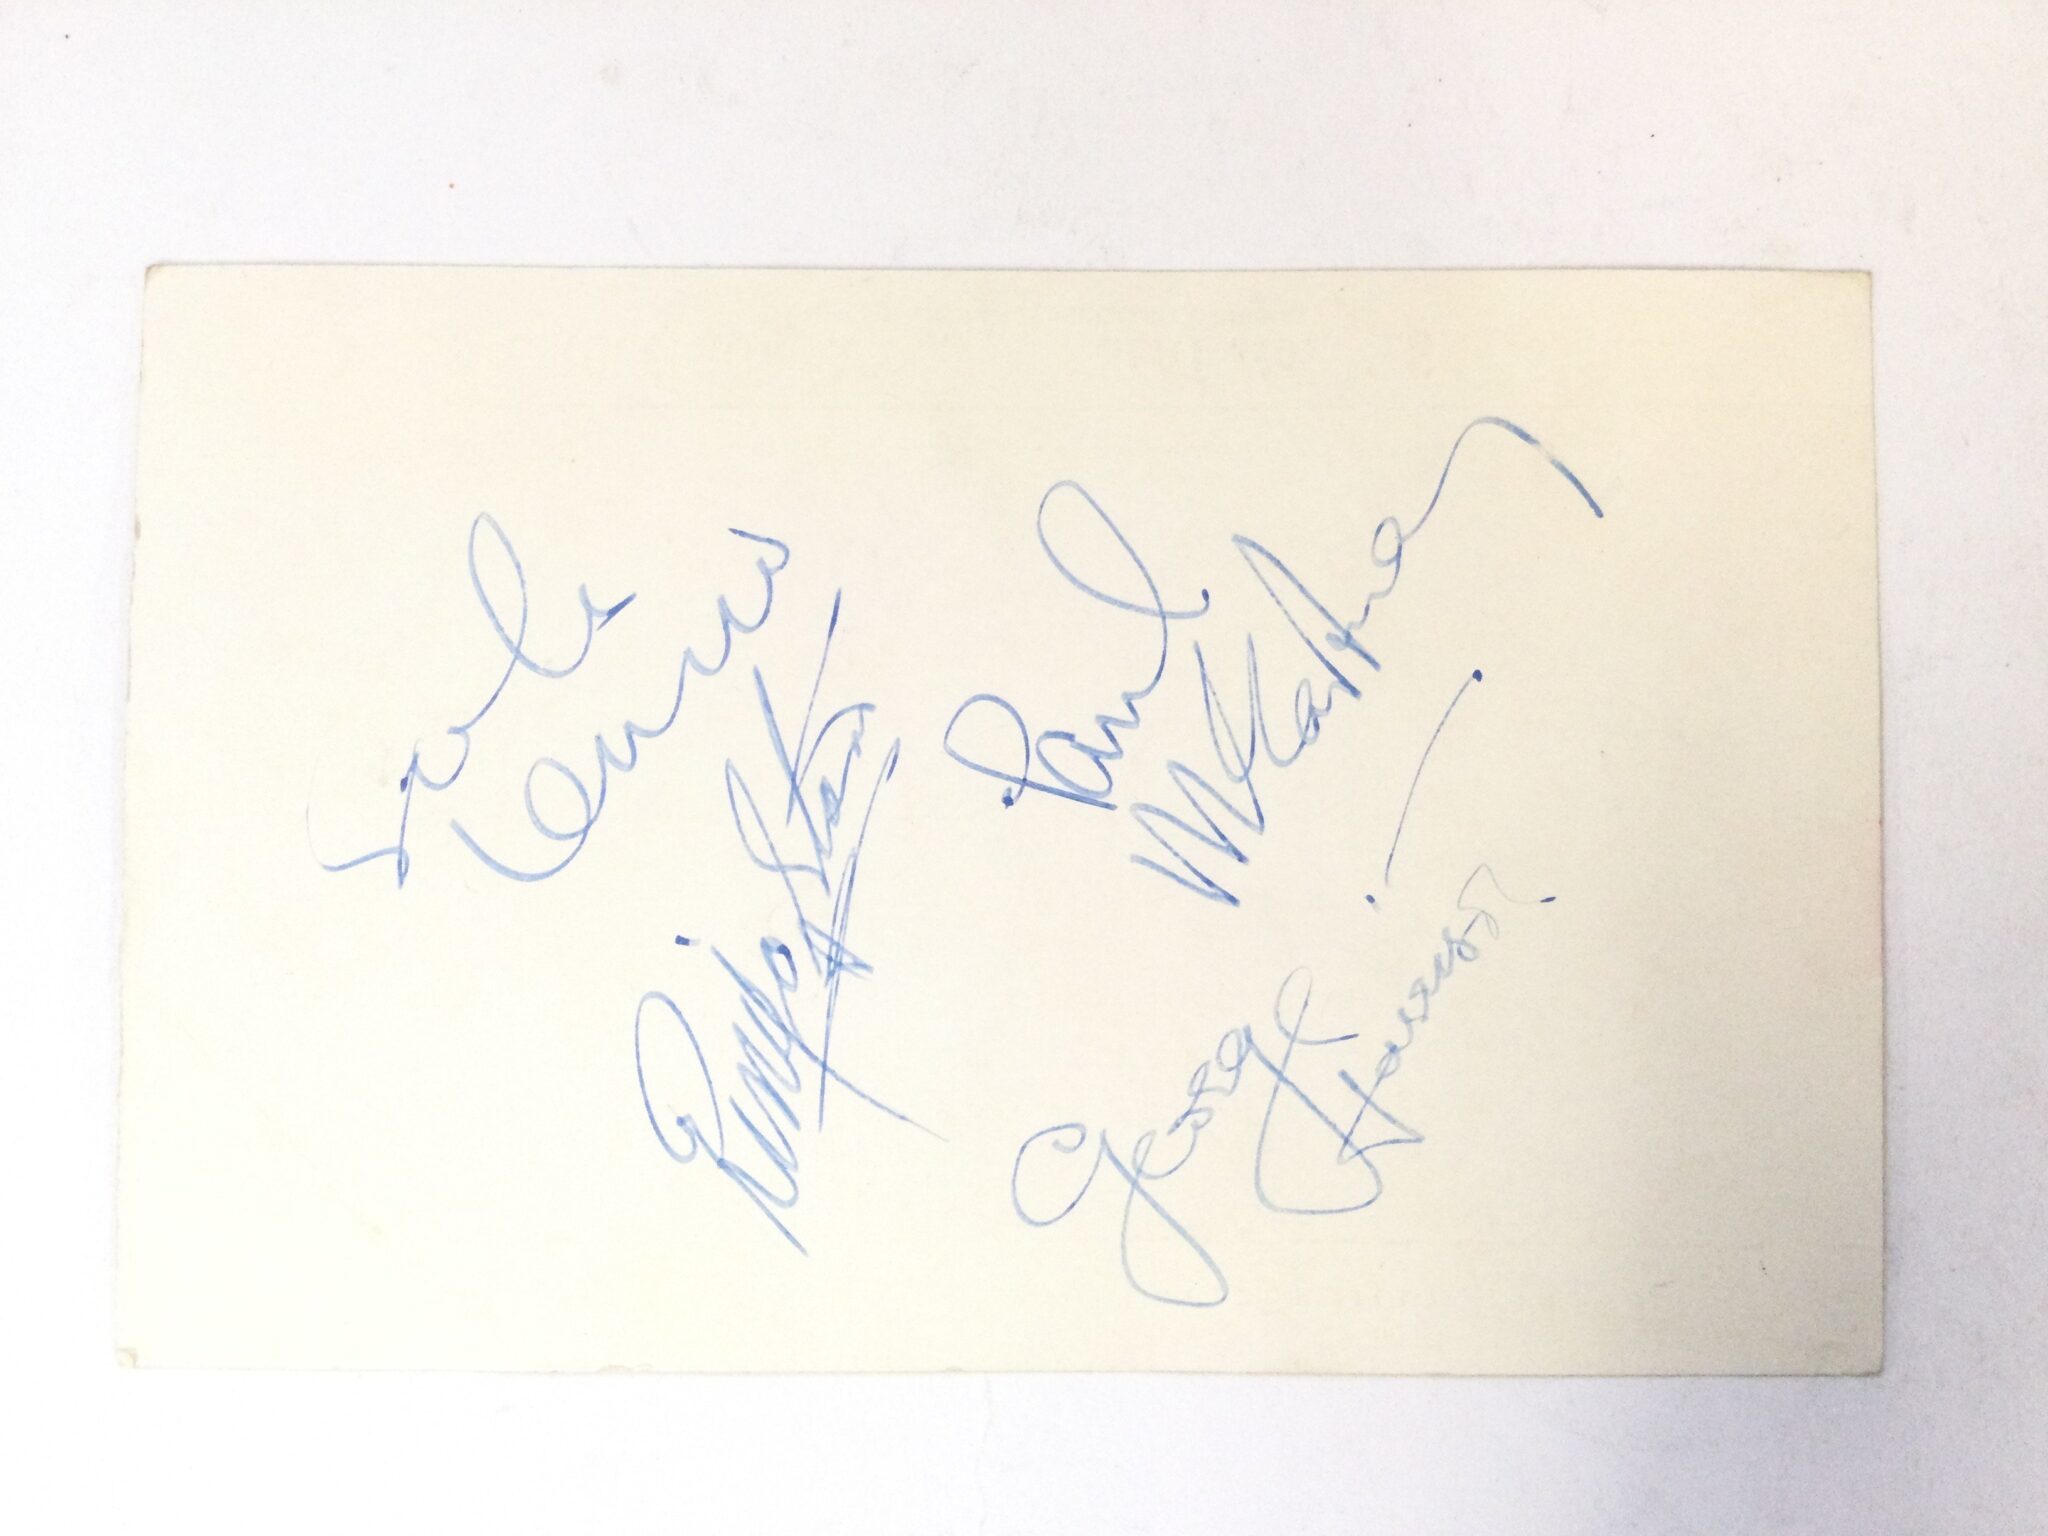 John
Lennon
Ringo Starr
Paul
McCartney
George
Harrison